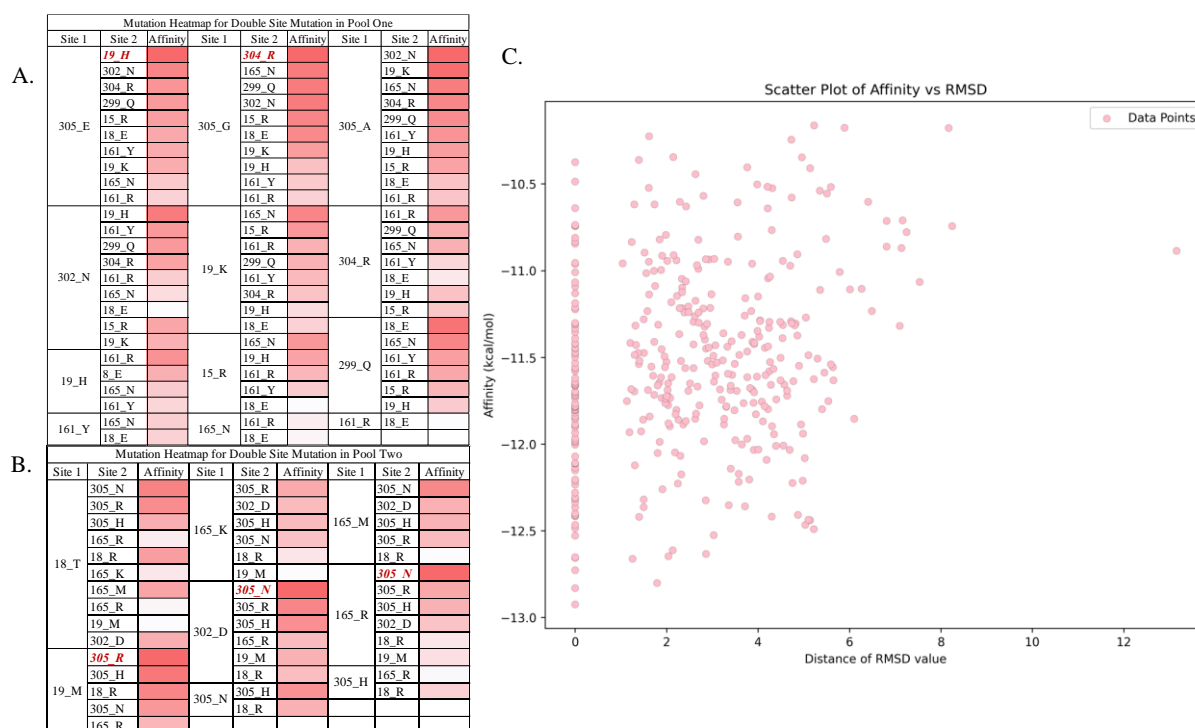 A.
Mutation Heatmap for Double Site Mutation in Pool One
Site 1 Site 2 Affinity Site 1 Site 2 Affinity Site 1 Site 2 Affinity
305_E 19_H 305_G 304_R 305_A 302_N
302_N 165_N 19_K
304_R 299_Q 165_N
299_Q 302_N 304_R
15_R 15_R 299_Q
18_E 18_E 161_Y
161_Y 19_K 19_H
19_K 19_H 15_R
165_N 161_Y 18_E
161_R 161_R 19_K 304_R
302_N 19_H 165_N 161_R
161_Y 15_R 299_Q
299_Q 161_R 165_N
304_R 299_Q 161_Y
161_R 161_Y 18_E
165_N 304_R 19_H
18_E 19_H 15_R
15_R 18_E 299_Q 18_E
19_K 15_R 165_N 165_N
19_H 161_R 19_H 161_Y
8_E 161_R 161_R
165_N 161_Y 15_R
161_Y 18_E 19_H
161_Y 165_N 165_N 161_R 161_R 18_E
18_E 18_E
B.
Mutation Heatmap for Double Site Mutation in Pool Two
Site 1 Site 2 Affinity Site 1 Site 2 Affinity Site 1 Site 2 Affinity
18_T 305_N 165_K 305_R 165_M 305_N
305_R 302_D 302_D
305_H 305_H 305_H
165_R 305_N 305_R
18_R 18_R 18_R
165_K 19_M 165_R 305_N
165_M 302_D 305_N 305_R
165_R 305_R 305_H
19_M 305_H 302_D
302_D 165_R 18_R
19_M 305_R 19_M 19_M
305_H 18_R 305_H 165_R
18_R 305_N 305_H 18_R
305_N 18_R
165_R
C.
Scatter Plot of Affinity vs RMSD
Data Points
Affinity (kcal/mol)
−10.5
−11.0
−11.5
−12.0
−12.5
−13.0
0 2 4 6 8 10 12
Distance of RMSD value